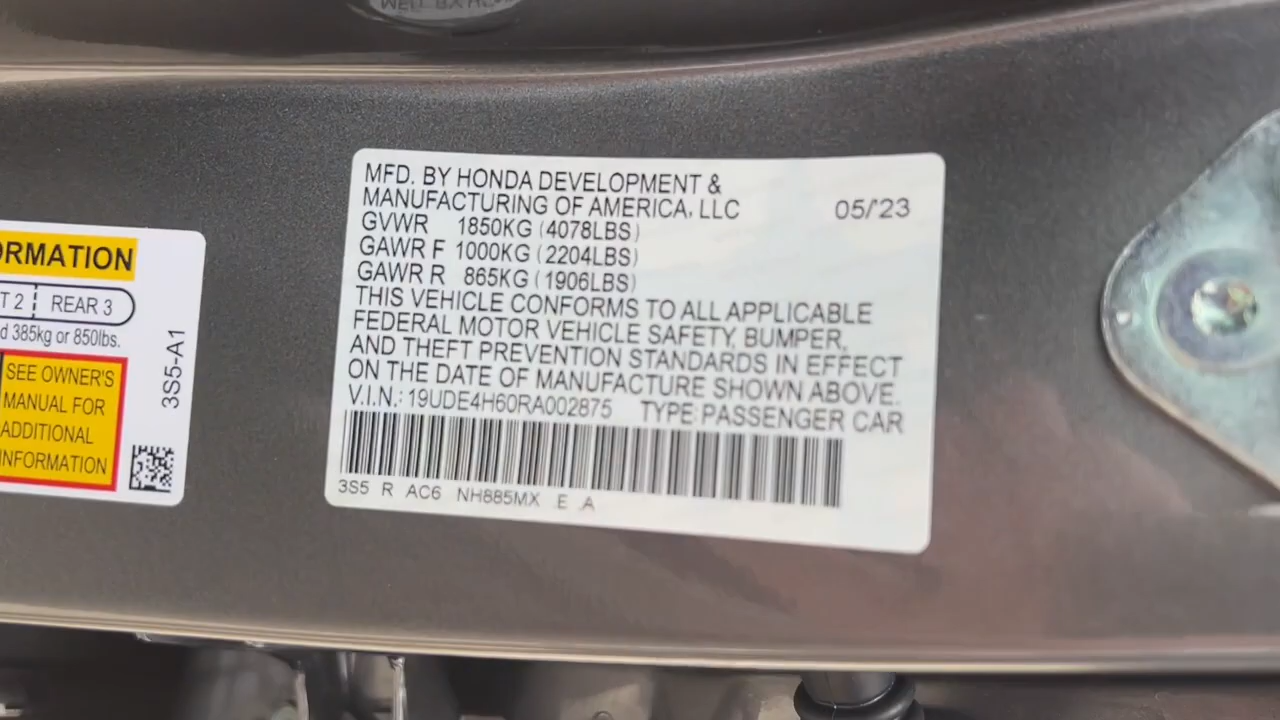 ORMATION
T 2 REAR 3
d 385kg or 850lbs.
SEE OWNER'S
MANUAL FOR
ADDITIONAL
INFORMATION
3S5-A1
MFD. BY HONDA DEVELOPMENT &
MANUFACTURING OF AMERICA, LLC 05/'23
GVWR 1850KG (4078LBS)
GAWR F 1000KG (2204LBS)
GAWR R 865KG (1906LBS)
THIS VEHICLE CONFORMS TO ALL APPLICABLE
FEDERAL MOTOR VEHICLE SAFETY, BUMPER,
AND THEFT PREVENTION STANDARDS IN EFFECT
ON THE DATE OF MANUFACTURE SHOWN ABOVE.
V.I.N.: 19UDE4H60RA002875 TYPE:PASSENGER CAR
3S5 R AC6 NH885MX E A